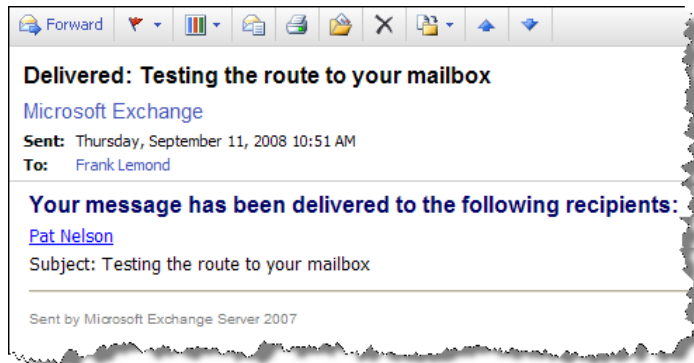 Forward
Delivered: Testing the route to your mailbox
Microsoft Exchange
Sent: Thursday, September 11, 2008 10:51 AM
To: Frank Lemond
Your message has been delivered to the following recipients:
Pat Nelson
Subject: Testing the route to your mailbox
Sent by Microsoft Exchange Server 2007